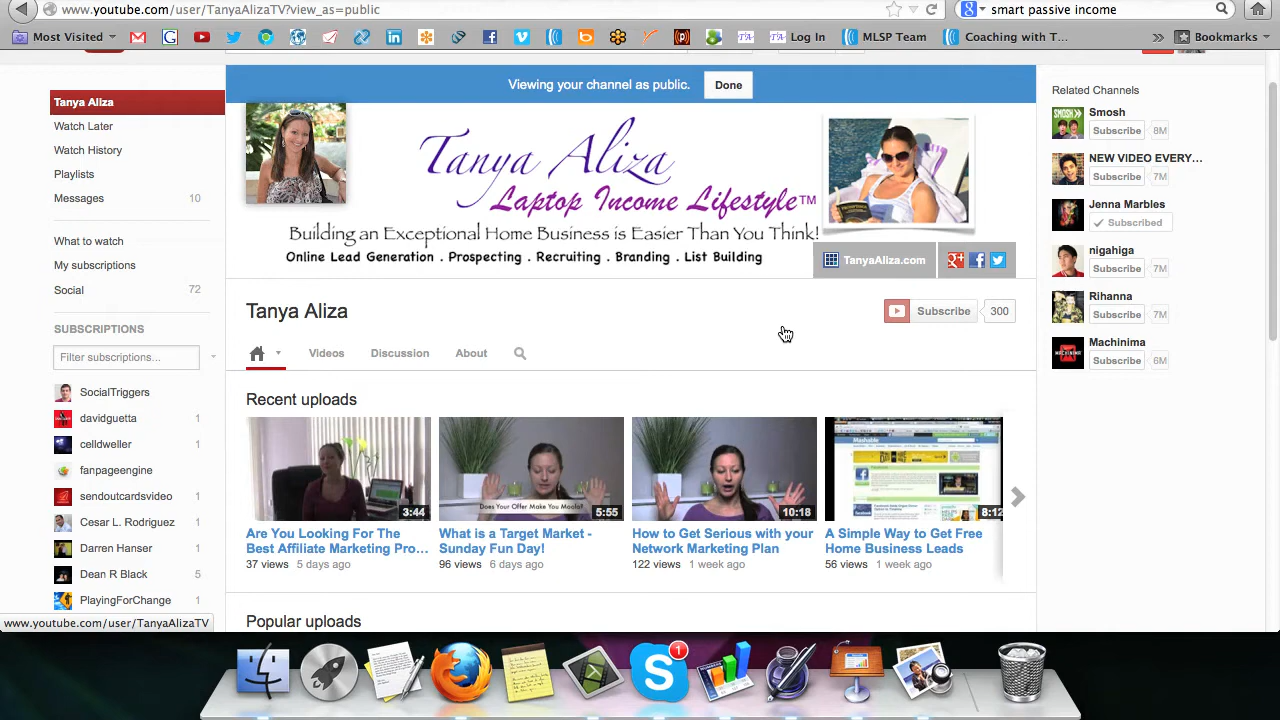 www.youtube.com/user/TanyaAlizaTV?view_as=public
smart passive income
Most Visited
Log In
MLSP Team
Coaching with T...
»
Bookmarks
Viewing your channel as public.
Done
Tanya Aliza
Laptop Income Lifestyle™
Building an Exceptional Home Business is Easier Than You Think!
Online Lead Generation . Prospecting . Recruiting . Branding . List Building
TanyaAliza.com
Tanya Aliza
Watch Later
Watch History
Playlists
Messages 10
What to watch
My subscriptions
Social 72
SUBSCRIPTIONS
Filter subscriptions...
SocialTriggers
davidguetta 1
celldweller 1
fanpageengine
sendoutcardsvideo 1
Cesar L. Rodriguez 1
Darren Hanser 1
Dean R Black 5
PlayingForChange 1
www.youtube.com/user/TanyaAlizaTV
Tanya Aliza
Subscribe 300
Videos Discussion About
Recent uploads
3:44
Are You Looking For The
Best Affiliate Marketing Pro...
37 views 5 days ago
Does Your Offer Make You Moola?
5:55
What is a Target Market -
Sunday Fun Day!
96 views 6 days ago
10:18
How to Get Serious with your
Network Marketing Plan
122 views 1 week ago
Mashable
8:12
A Simple Way to Get Free
Home Business Leads
56 views 1 week ago
Popular uploads
Related Channels
SMOSH
Smosh
Subscribe 8M
NEW VIDEO EVERY...
Subscribe 7M
Jenna Marbles
Subscribed
nigahiga
Subscribe 7M
Rihanna
Subscribe 7M
Machinima
Subscribe 6M
1